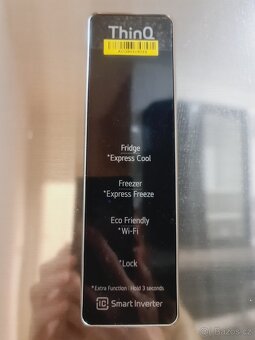 ThinQ
Fridge
*Express Cool
Freezer
*Express Freeze
Eco Friendly
*Wi-Fi
*Lock
*Extra Function : Hold 3 seconds
Smart Inverter